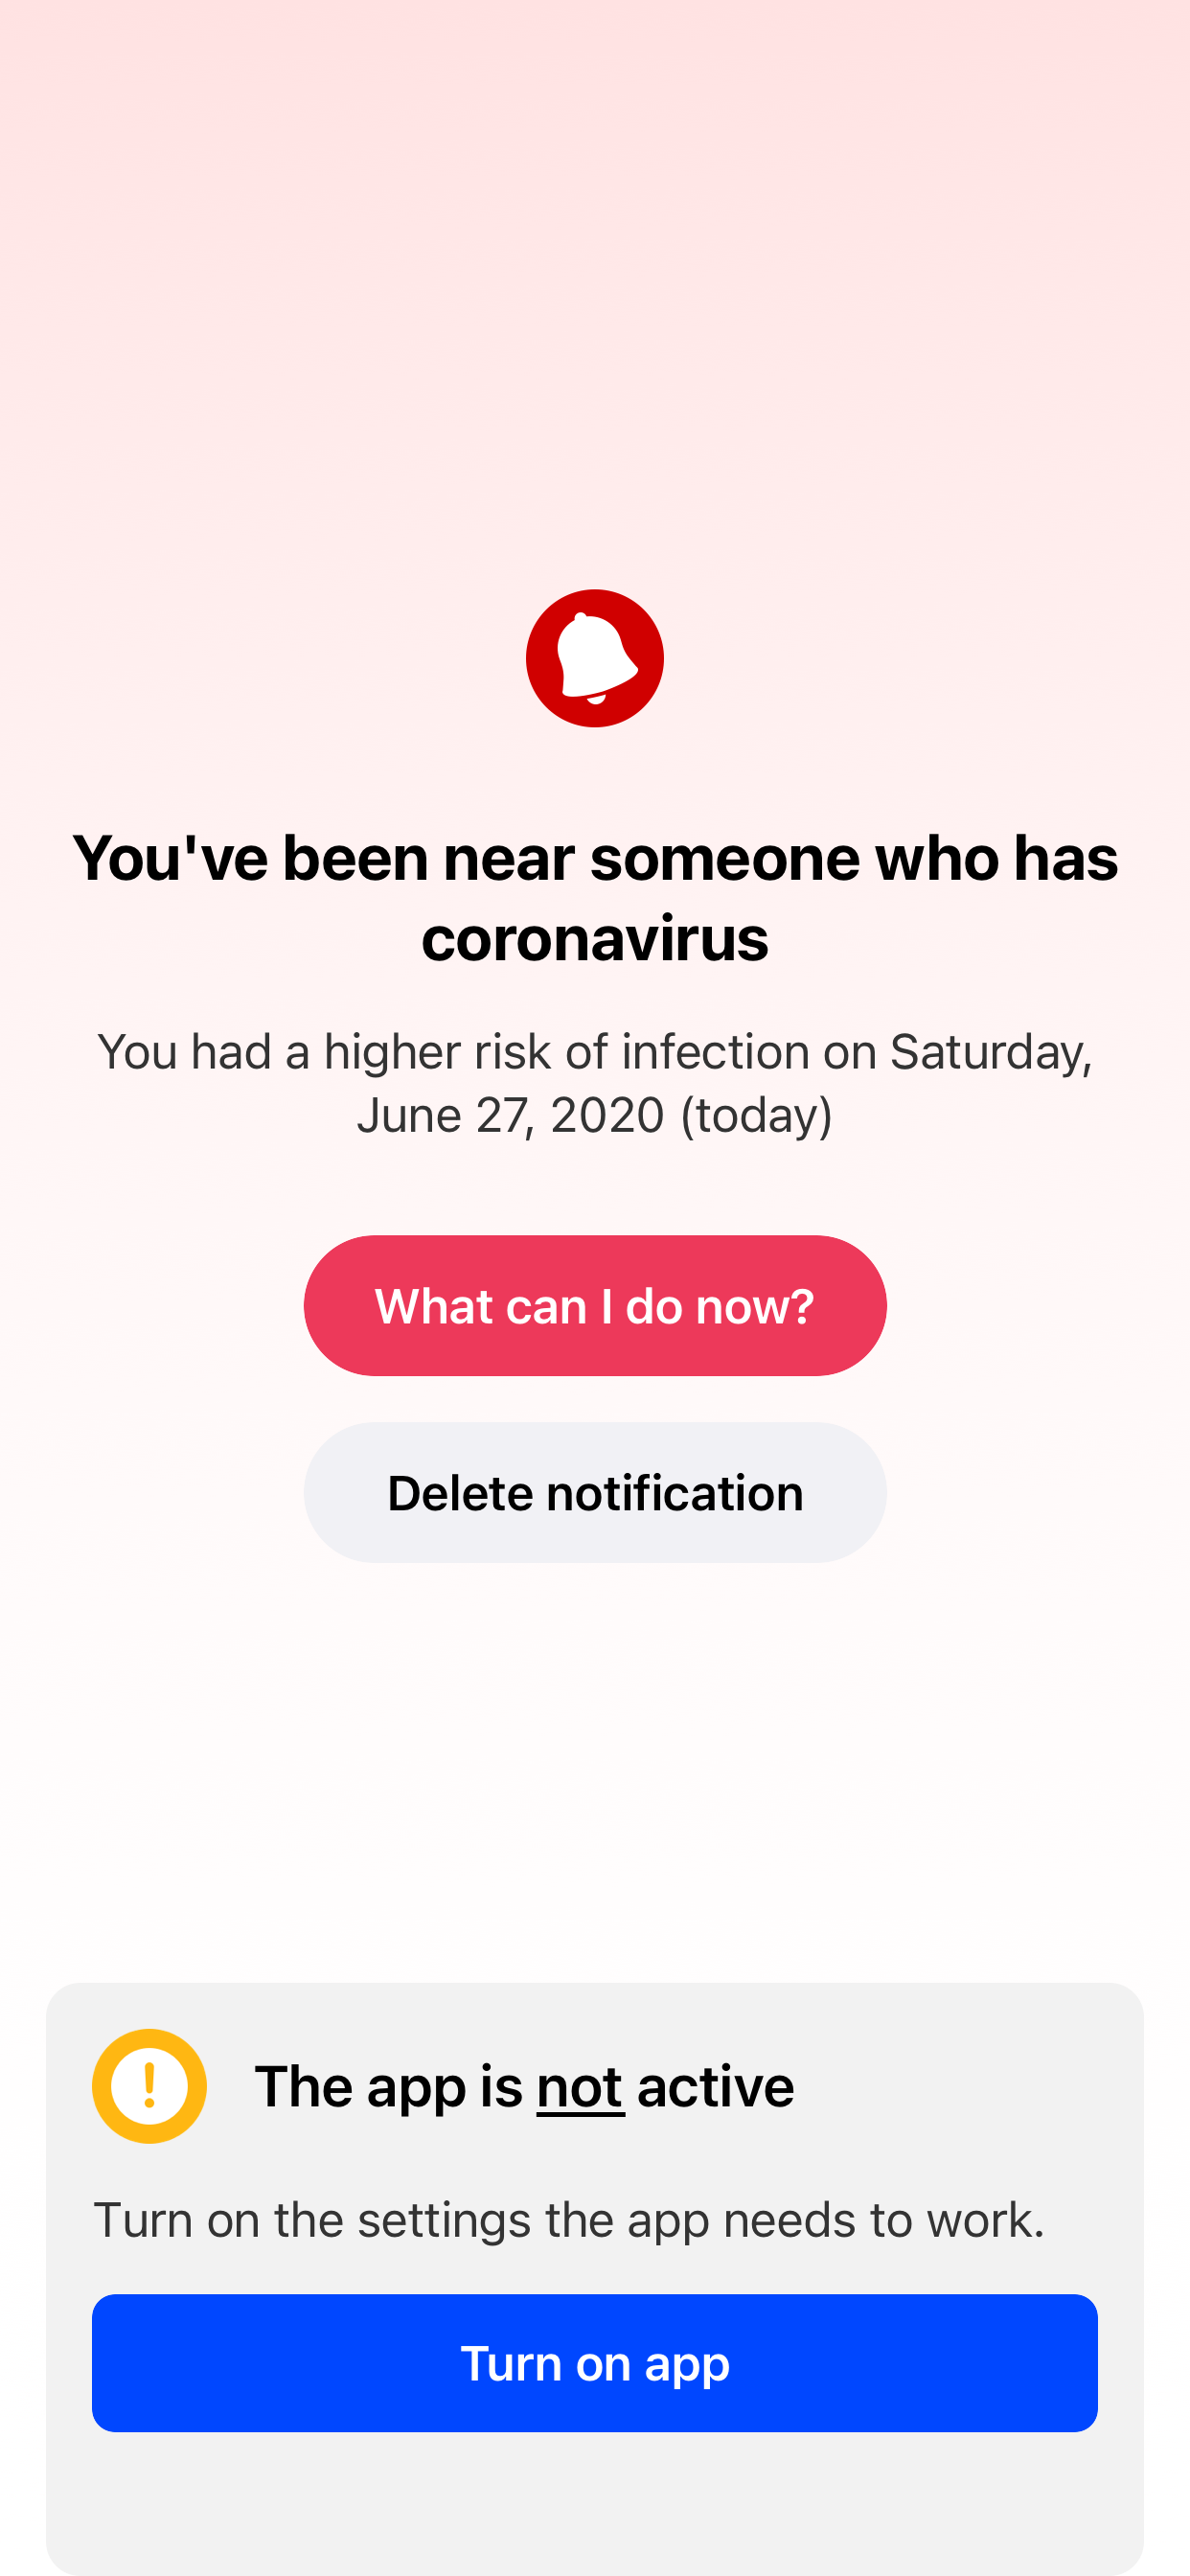 You've been near someone who has
coronavirus
You had a higher risk of infection on Saturday,
June 27, 2020 (today)
What can I do now?
Delete notification
The app is not active
Turn on the settings the app needs to work.
Turn on app